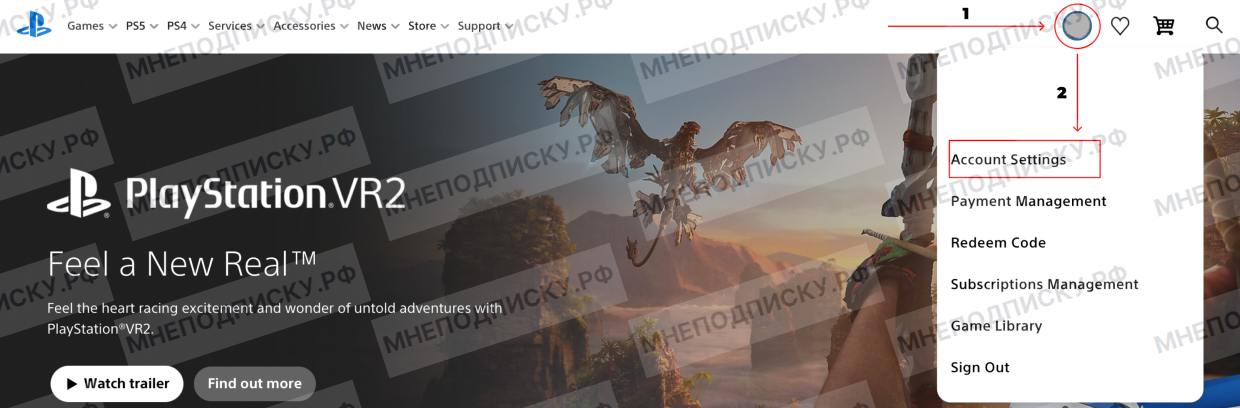 Games PS5 PS4 Services Accessories News Store Support
1
2
Account Settings
Payment Management
Redeem Code
Subscriptions Management
Game Library
Sign Out
PlayStation®VR2
Feel a New Real™
Feel the heart racing excitement and wonder of untold adventures with
PlayStation®VR2.
Watch trailer Find out more
МНЕПОДПИСКУ.РФ